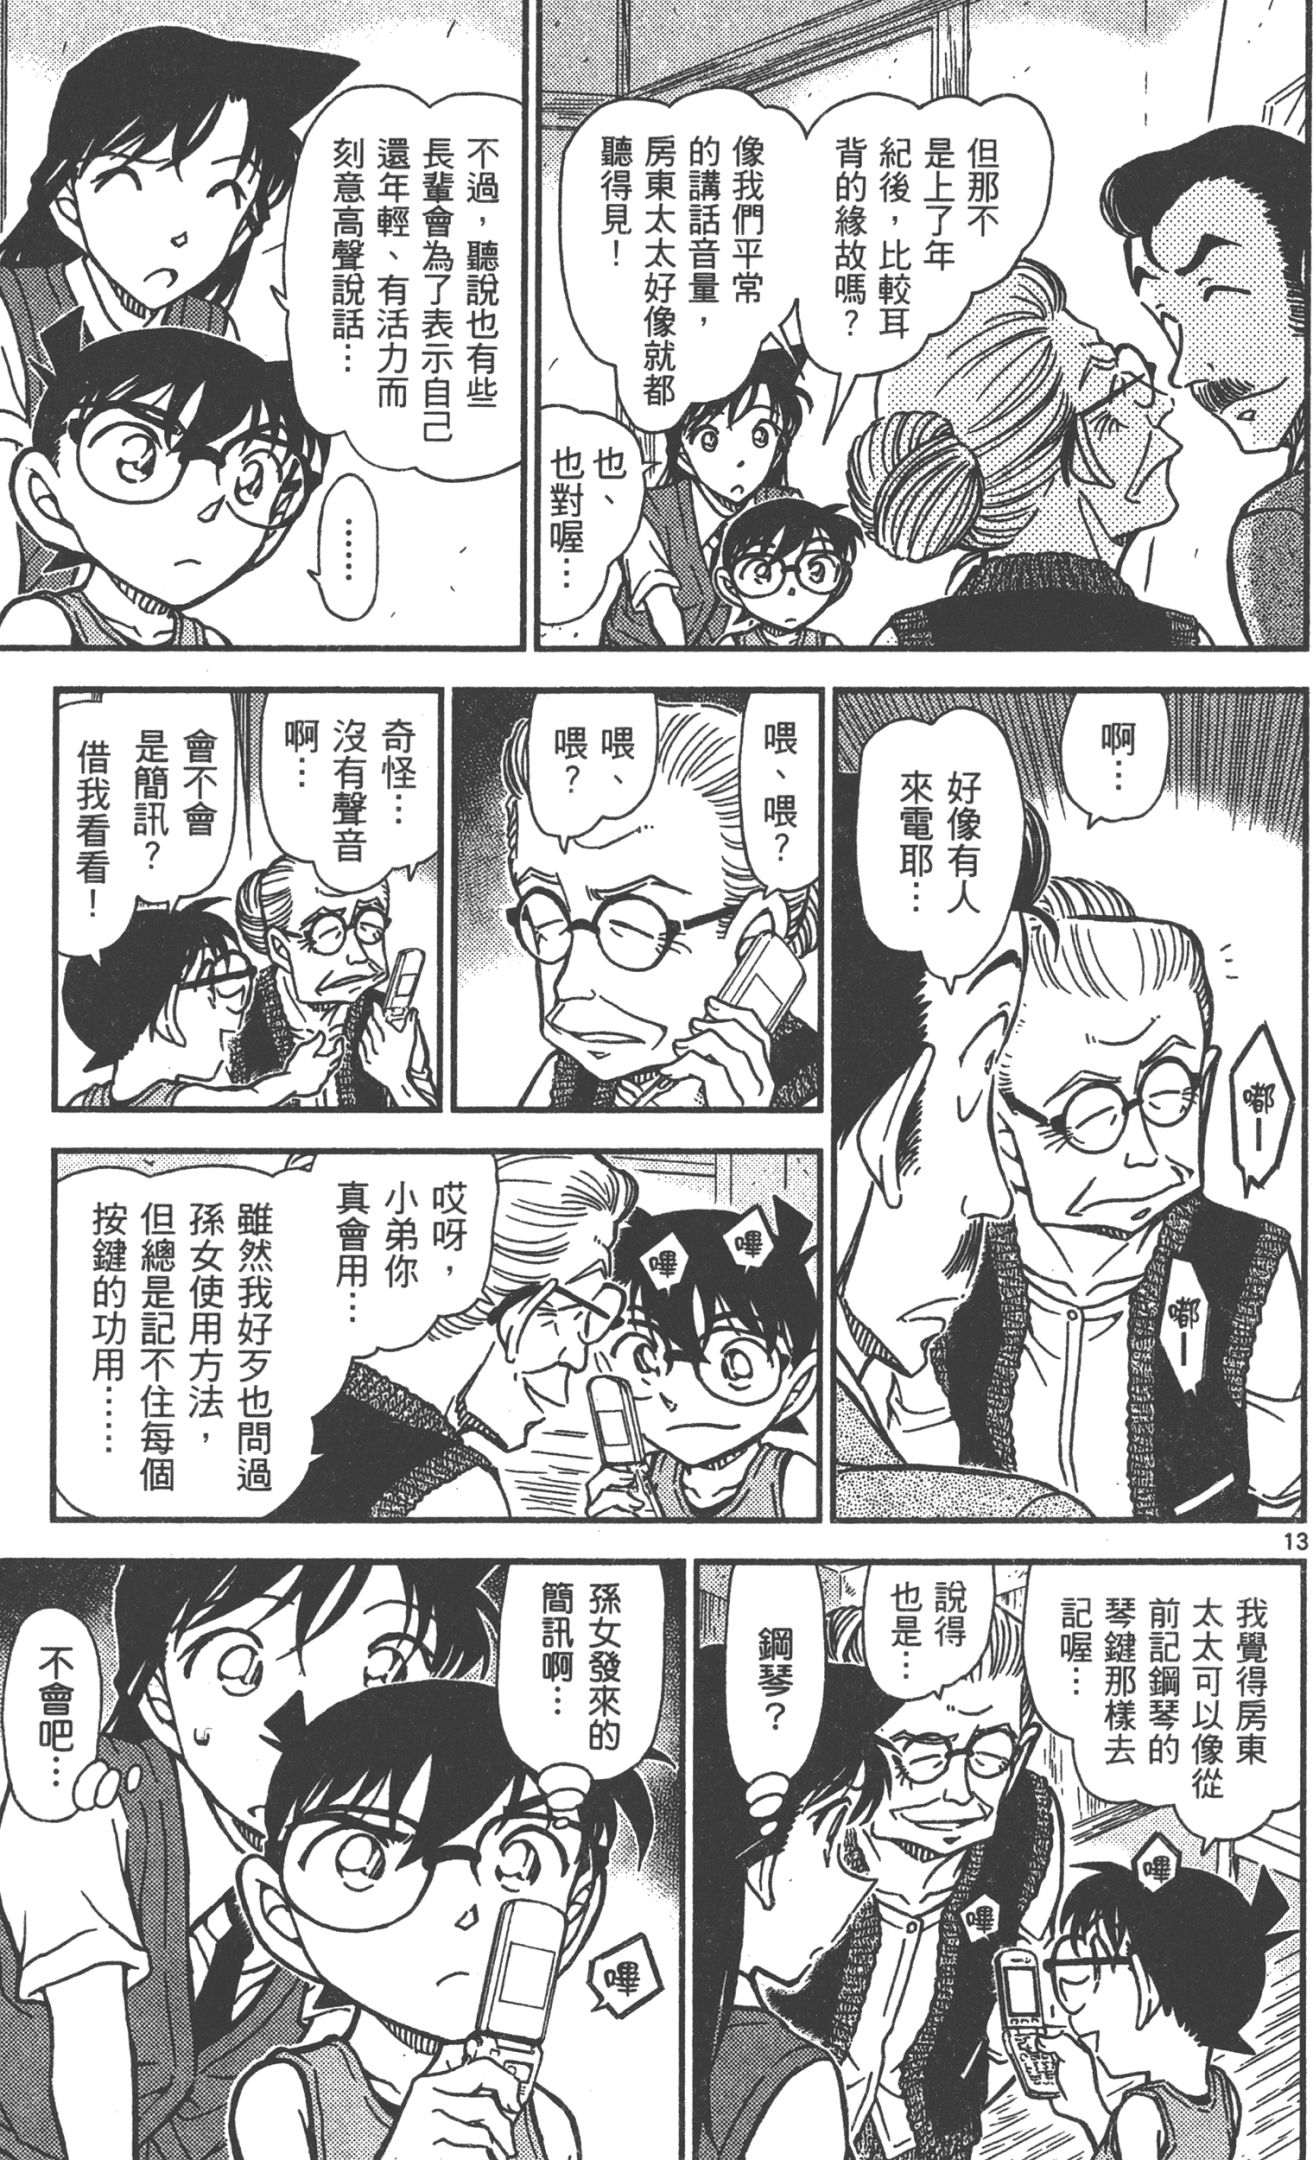 但那不
是上了年
紀後，比較耳
背的緣故嗎？
像我們平常
的講話音量，
房東太太好像就都
聽得見！
也、
也對喔…
不過，聽說也有些
長輩會為了表示自己
還年輕、有活力而
刻意高聲說話…
……
啊…
好像有人
來電耶…
嘟—
嘟—
喂、喂？
喂、
喂？
奇怪…
沒有聲音
啊…
會不會
是簡訊？
借我看看！
嗶
嗶
哎呀，
小弟你
真會用…
雖然我好歹也問過
孫女使用方法，
但總是記不住每個
按鍵的功用……
13
我覺得房東
太太可以像從
前記鋼琴的
琴鍵那樣去
記喔…
說得
也是…
鋼琴？
嗶
嗶
孫女發來的
簡訊啊…
嗶
不會吧…